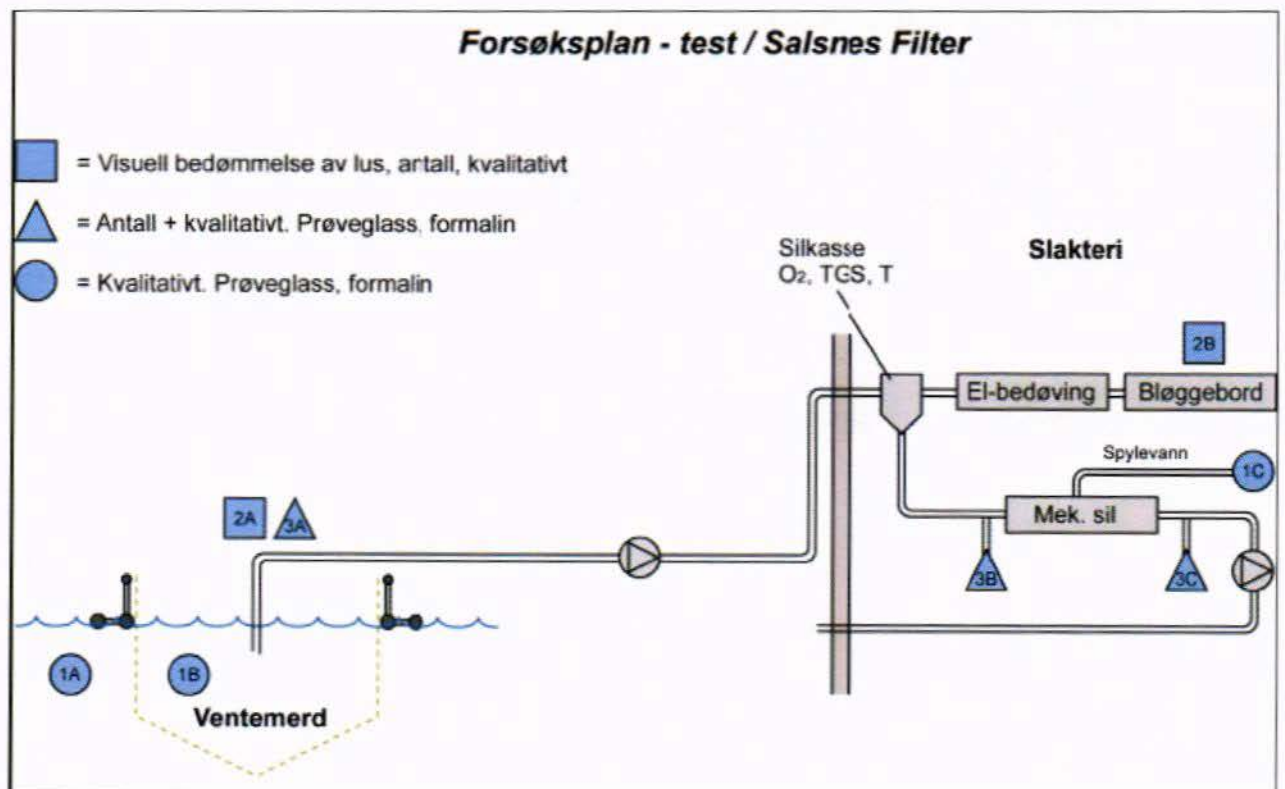 Forsøksplan - test / Salsnes Filter
= Visuell bedømmelse av lus, artall, kvalitativt
= Antall + kvalitativt. Prøveglass, formalin
= Kvalitativt. Prøveglass, formalin
Silkasse
O2, TGS, T
Slakteri
2B
El-bedøving
Bløggebord
Spylevann
1C
Mek. sil
2A
3A
3B
3C
1A
1B
Ventemerd